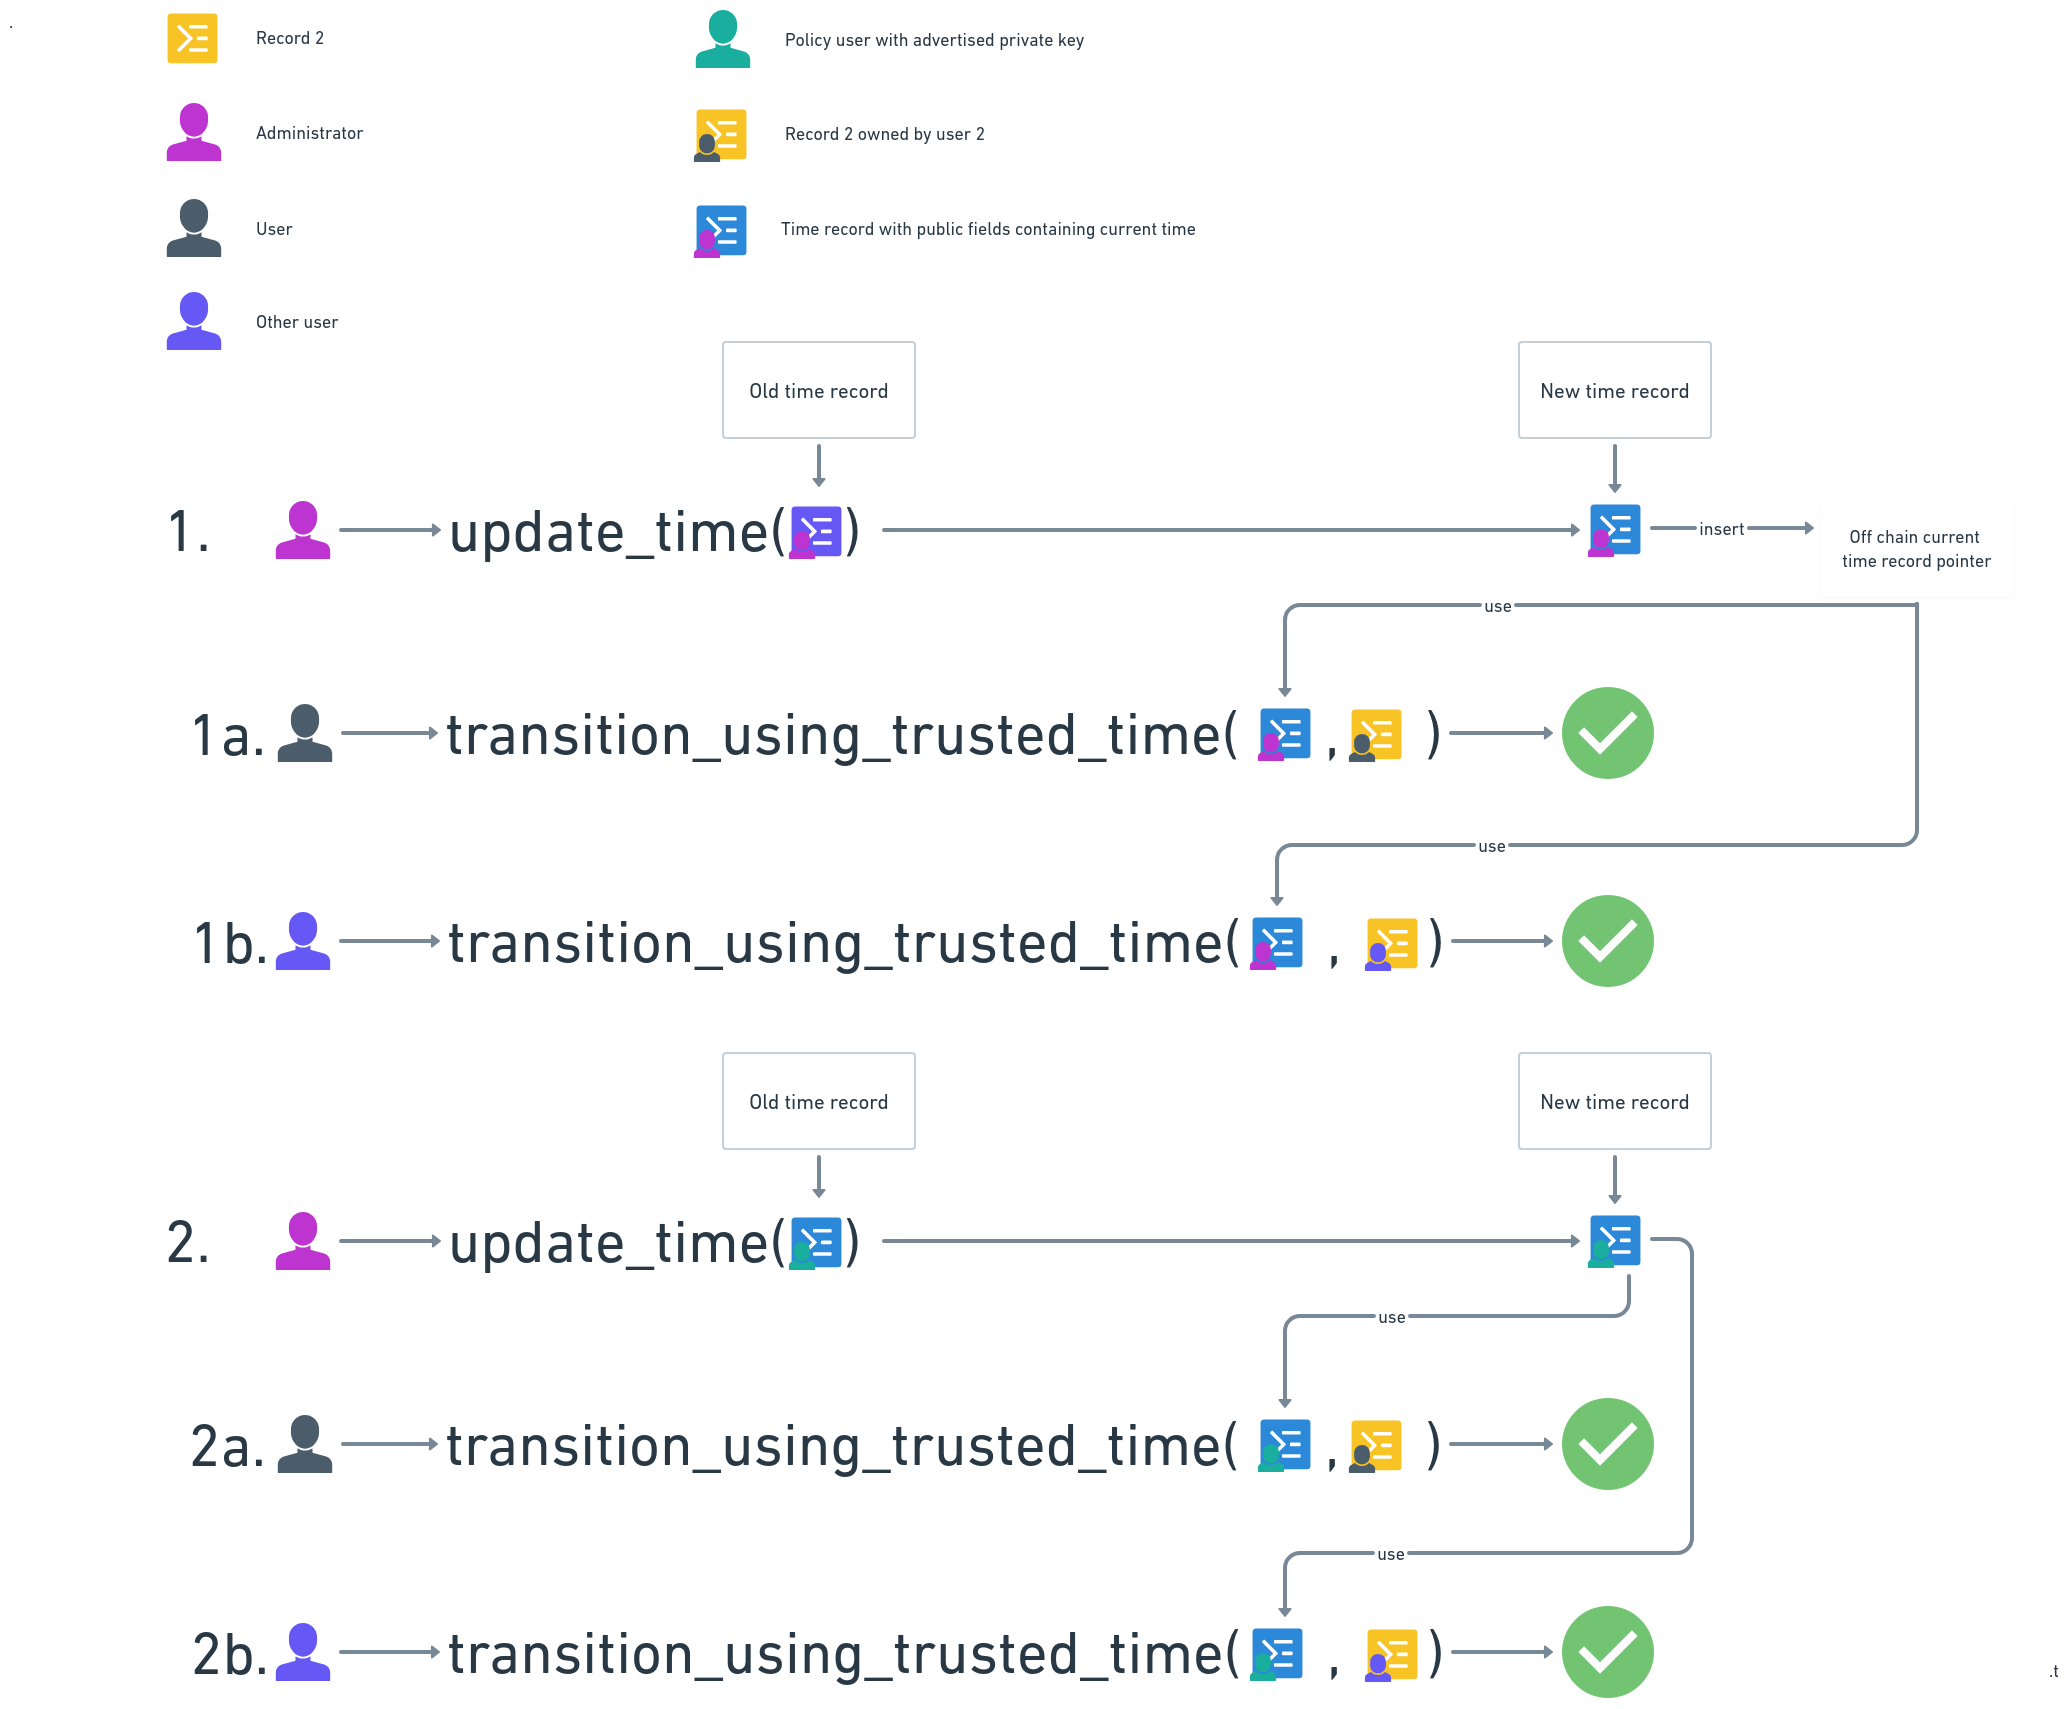 .
Record 2
Policy user with advertised private key
Administrator
Record 2 owned by user 2
User
Time record with public fields containing current time
Other user
Old time record
New time record
1.
update_time( )
insert
Off chain current
time record pointer
use
1a.
transition_using_trusted_time( , )
use
1b.
transition_using_trusted_time( , )
Old time record
New time record
2.
update_time( )
use
2a.
transition_using_trusted_time( , )
use
2b.
transition_using_trusted_time( , )
.t